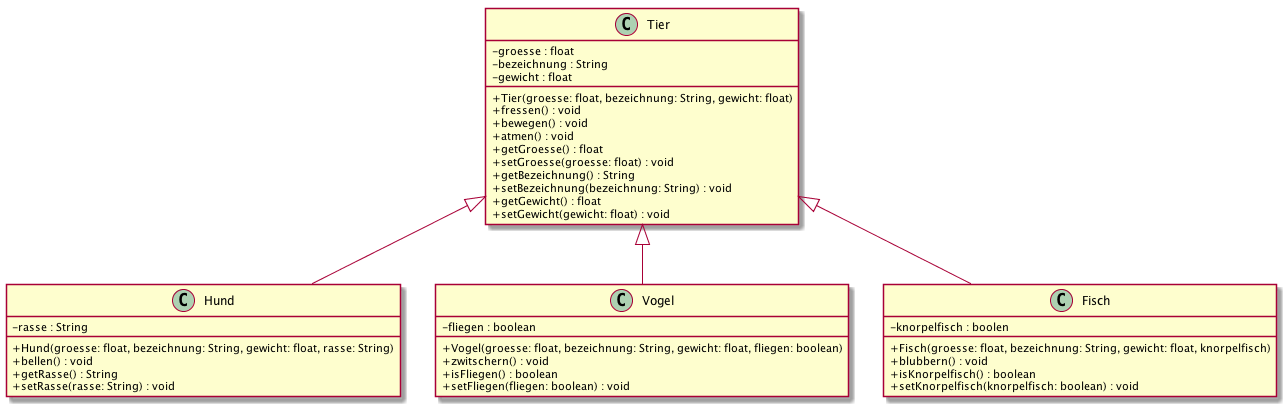 C Tier
-groesse : float
-bezeichnung : String
-gewicht : float
+Tier(groesse: float, bezeichnung: String, gewicht: float)
+fressen() : void
+bewegen() : void
+atmen() : void
+getGroesse() : float
+setGroesse(groesse: float) : void
+getBezeichnung() : String
+setBezeichnung(bezeichnung: String) : void
+getGewicht() : float
+setGewicht(gewicht: float) : void
C Hund
-rasse : String
+Hund(groesse: float, bezeichnung: String, gewicht: float, rasse: String)
+bellen() : void
+getRasse() : String
+setRasse(rasse: String) : void
C Vogel
-fliegen : boolean
+Vogel(groesse: float, bezeichnung: String, gewicht: float, fliegen: boolean)
+zwitschern() : void
+isFliegen() : boolean
+setFliegen(fliegen: boolean) : void
C Fisch
-knorpelfisch : boolen
+Fisch(groesse: float, bezeichnung: String, gewicht: float, knorpelfisch)
+blubbern() : void
+isKnorpelfisch() : boolean
+setKnorpelfisch(knorpelfisch: boolean) : void